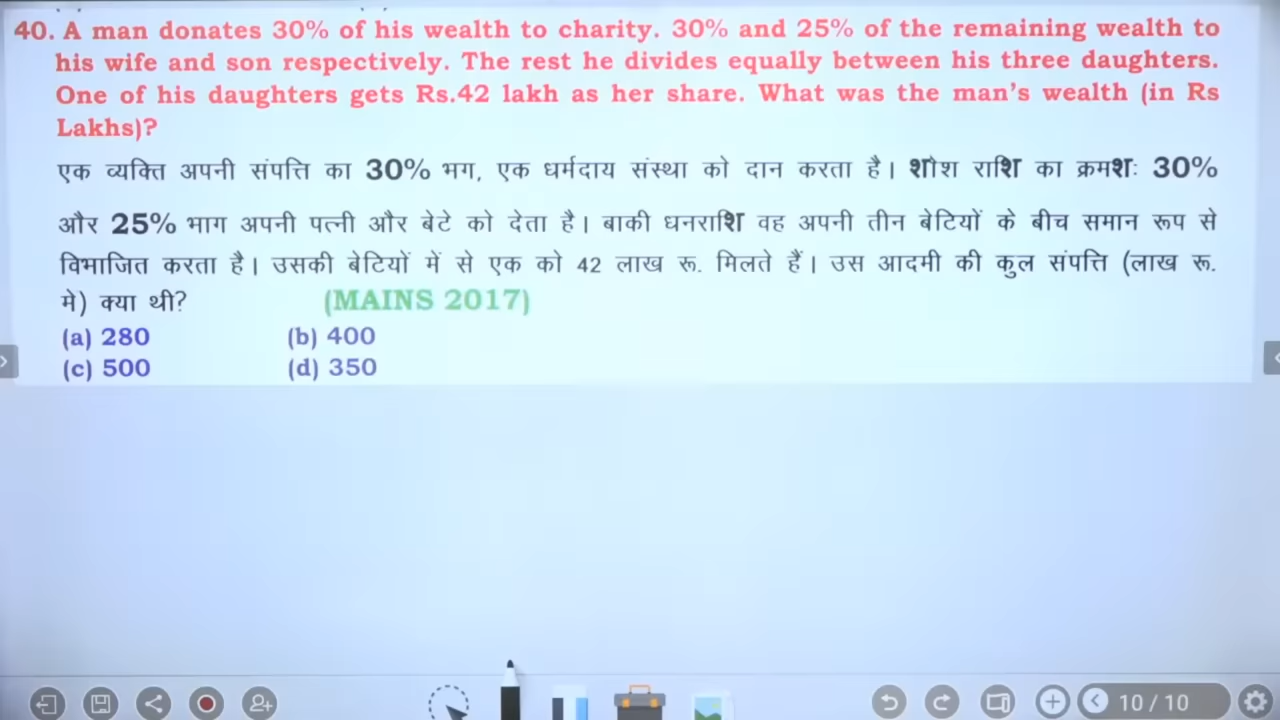 40. A man donates 30% of his wealth to charity. 30% and 25% of the remaining wealth to
his wife and son respectively. The rest he divides equally between his three daughters.
One of his daughters gets Rs.42 lakh as her share. What was the man's wealth (in Rs
Lakhs)?
एक व्यक्ति अपनी संपत्ति का 30% भग, एक धर्मदाय संस्था को दान करता है। शोश राशि का क्रमशः 30%
और 25% भाग अपनी पत्नी और बेटे को देता है। बाकी धनराशि वह अपनी तीन बेटियों के बीच समान रूप से
विभाजित करता है। उसकी बेटियों में से एक को 42 लाख रू. मिलते हैं। उस आदमी की कुल संपत्ति (लाख रू.
मे) क्या थी? (MAINS 2017)
(a) 280 (b) 400
(c) 500 (d) 350
10 / 10